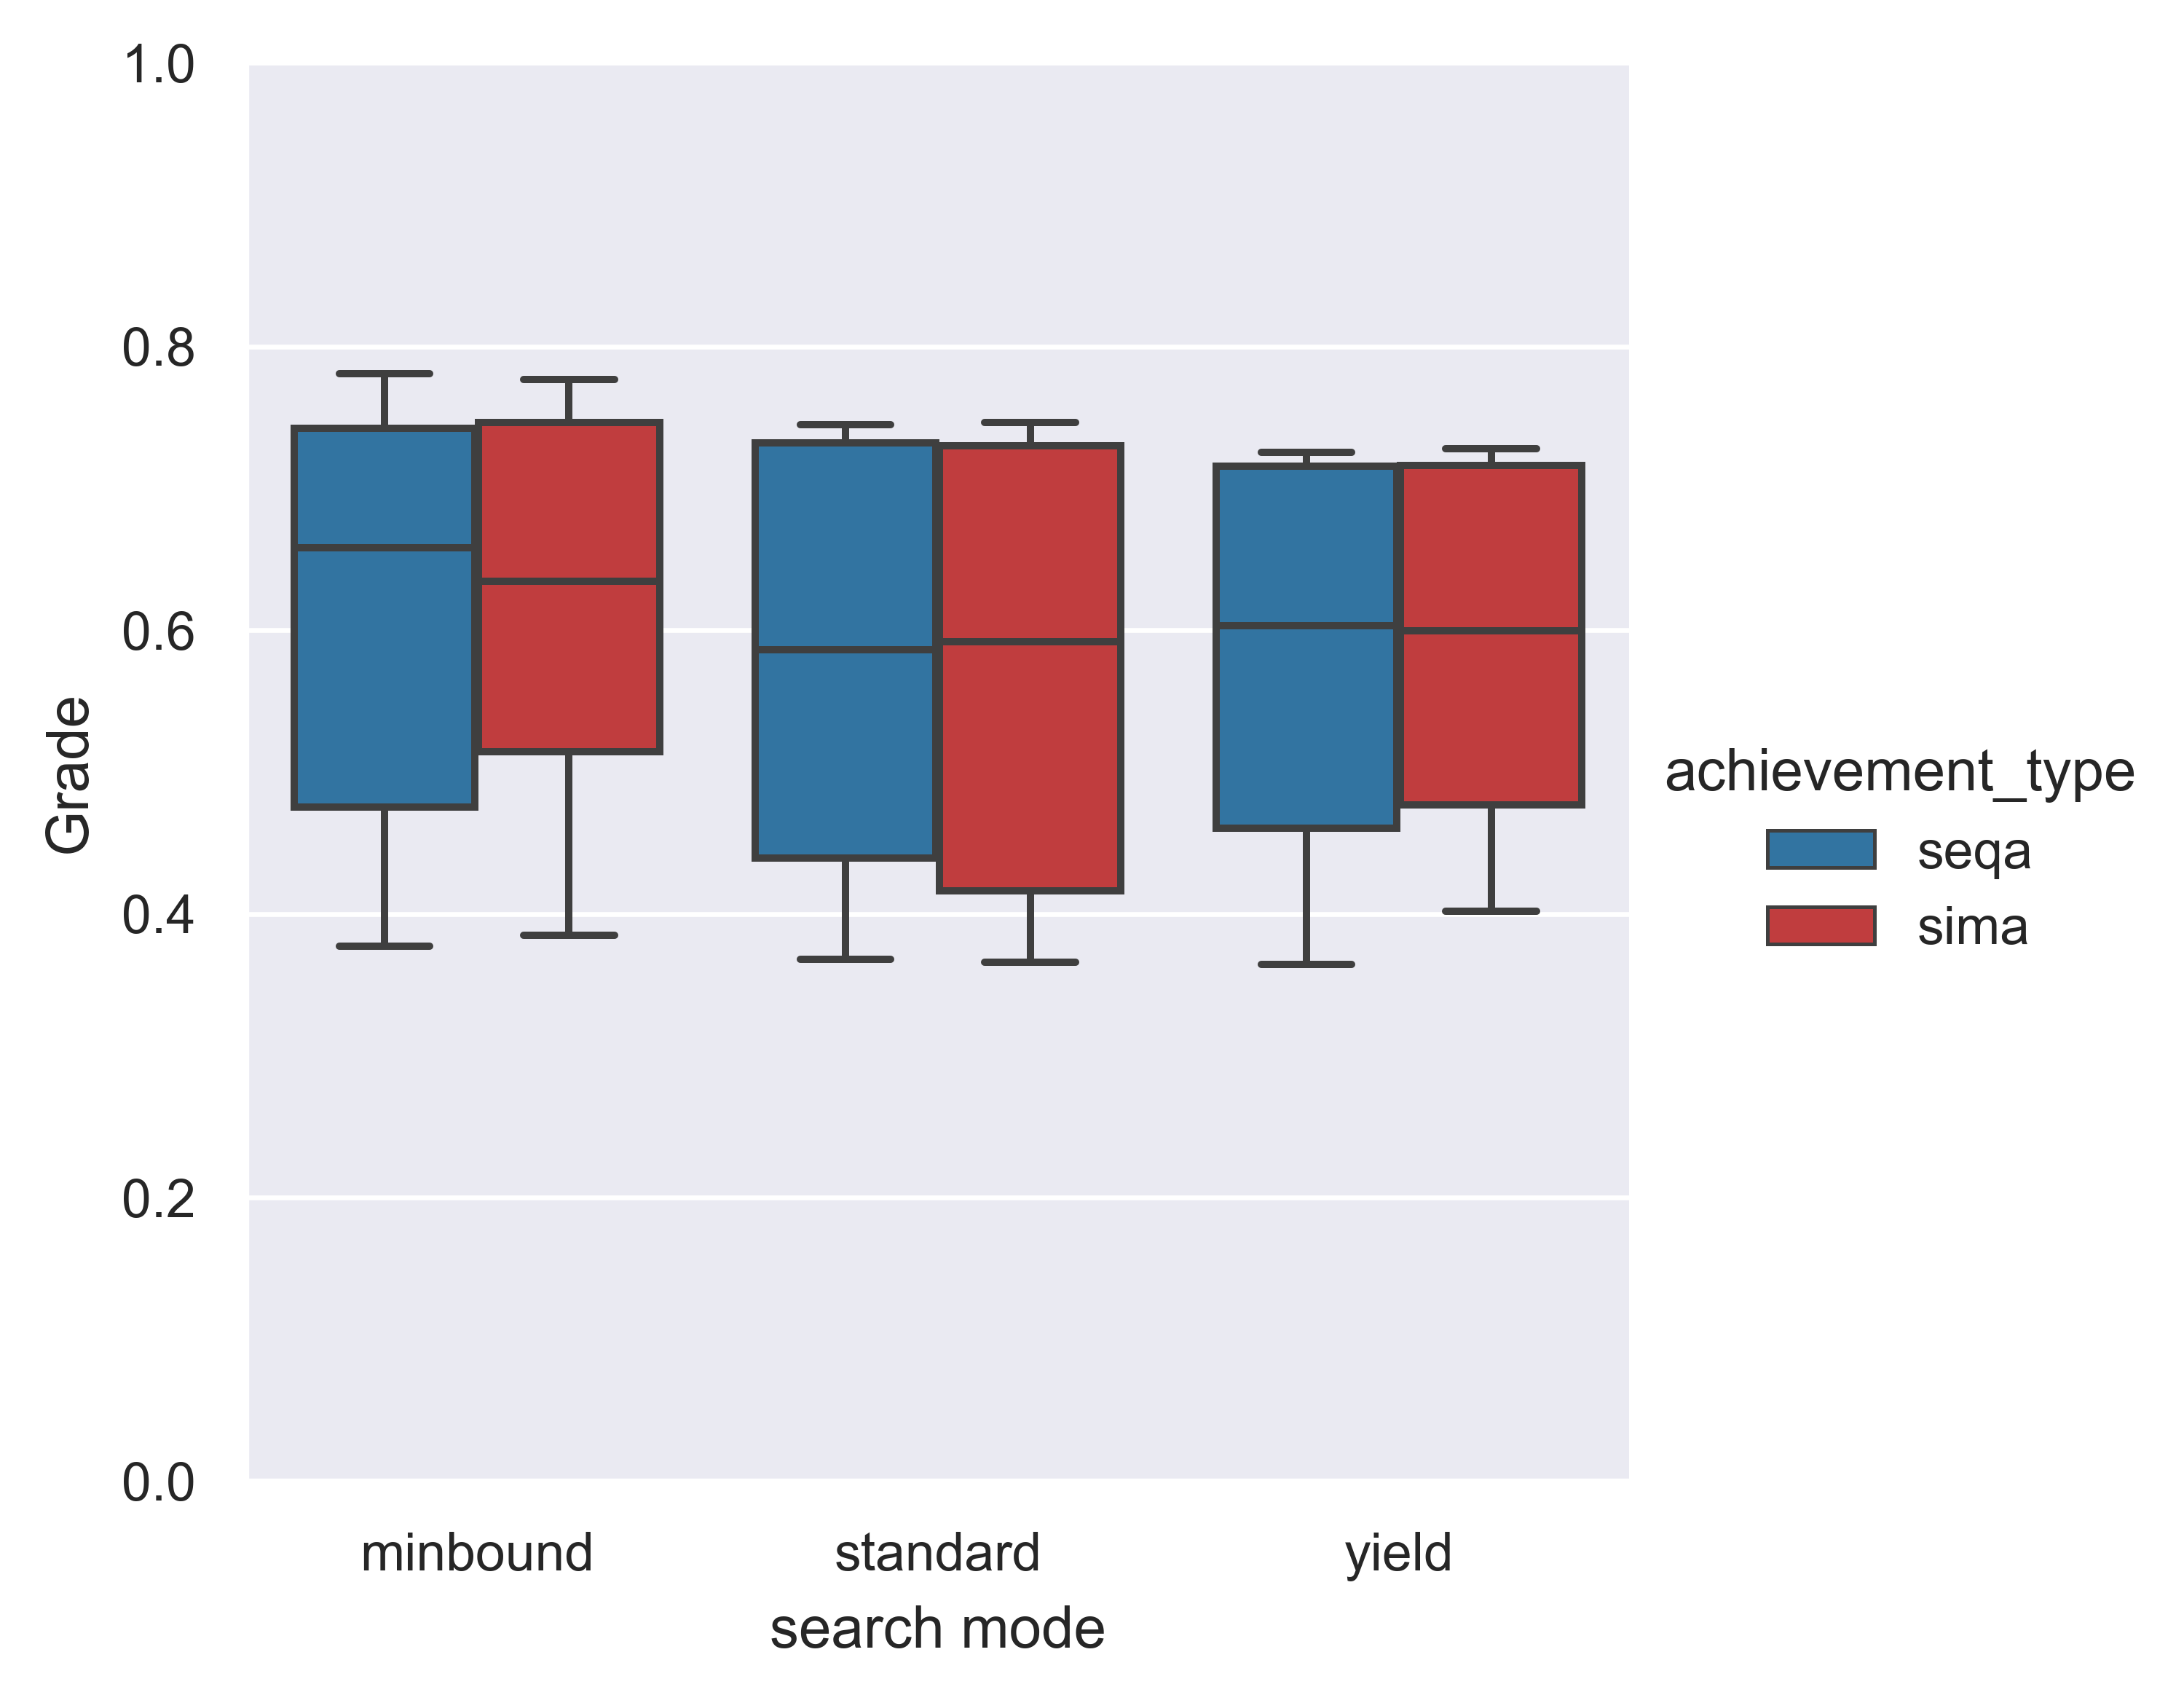 1.0
0.8
0.6
0.4
0.2
0.0
Grade
minbound
standard
yield
search mode
achievement_type
seqa
sima